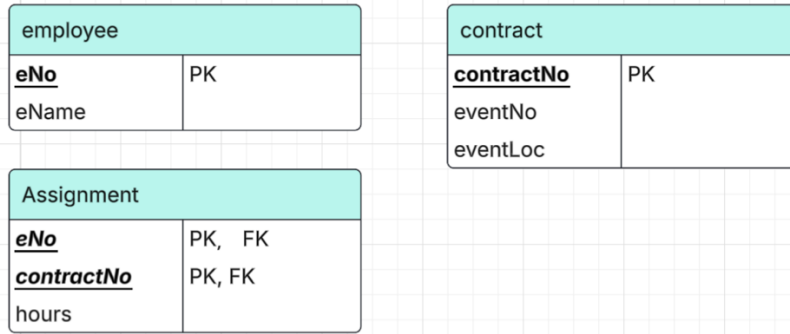 employee
eNo PK
eName
contract
contractNo PK
eventNo
eventLoc
Assignment
eNo PK, FK
contractNo PK, FK
hours